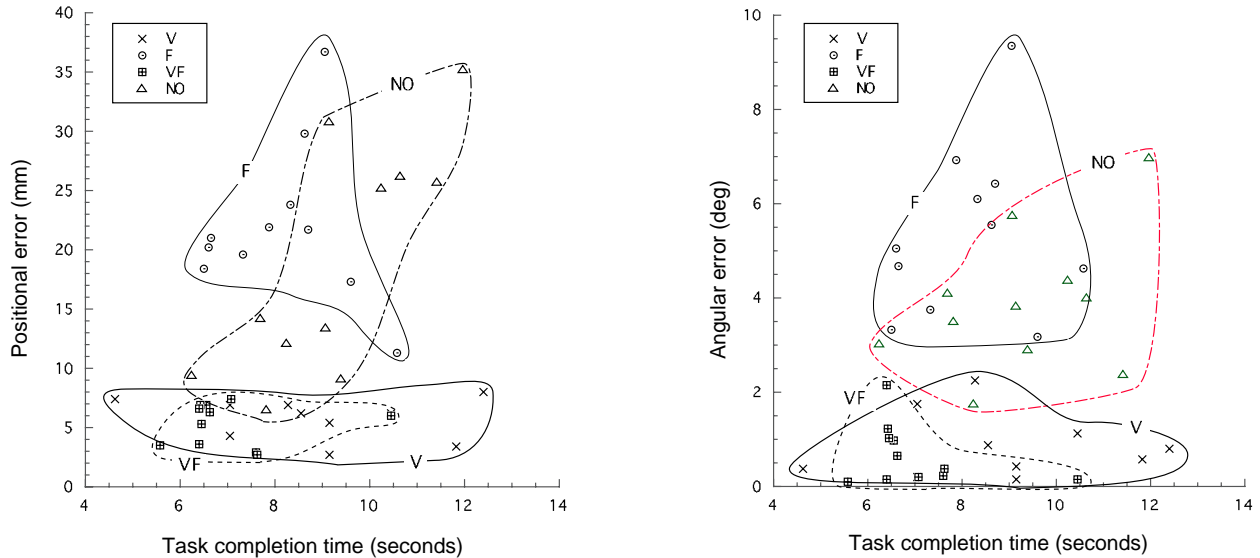 V
F
VF
NO
40
35
30
25
20
15
10
5
0
Positional error (mm)
NO
F
VF
V
4
6
8
10
12
14
Task completion time (seconds)
V
F
VF
NO
10
8
6
4
2
0
Angular error (deg)
NO
F
VF
V
4
6
8
10
12
14
Task completion time (seconds)